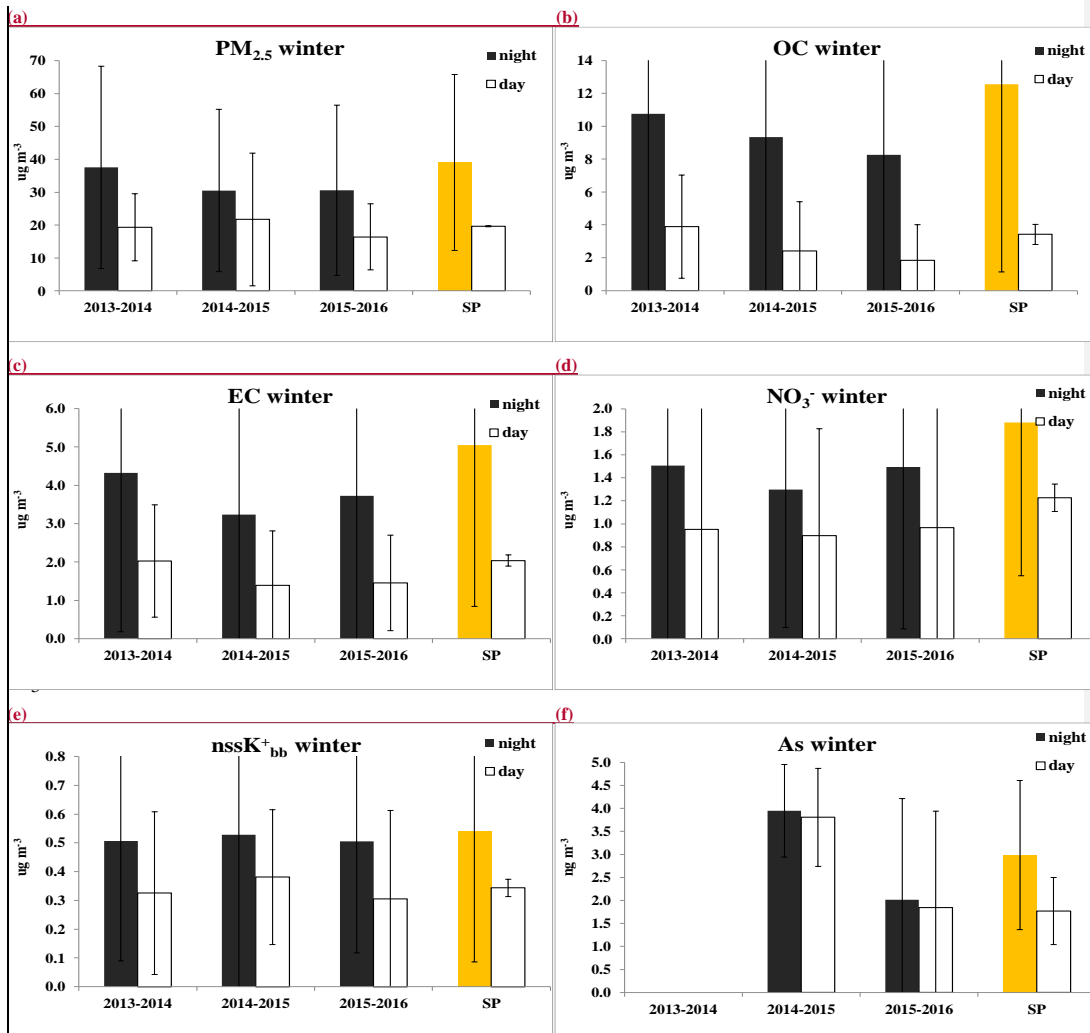 (a)
PM2.5 winter
night
day
70
60
50
40
30
20
10
0
ug m-3
2013-2014 2014-2015 2015-2016 SP
(b)
OC winter
night
day
14
12
10
8
6
4
2
0
ug m-3
2013-2014 2014-2015 2015-2016 SP
(c)
EC winter
night
day
6.0
5.0
4.0
3.0
2.0
1.0
0.0
ug m-3
2013-2014 2014-2015 2015-2016 SP
(d)
NO3- winter
night
day
2.0
1.8
1.6
1.4
1.2
1.0
0.8
0.6
0.4
0.2
0.0
ug m-3
2013-2014 2014-2015 2015-2016 SP
(e)
nssK+bb winter
night
day
0.8
0.7
0.6
0.5
0.4
0.3
0.2
0.1
0.0
ug m-3
2013-2014 2014-2015 2015-2016 SP
(f)
As winter
night
day
5.0
4.5
4.0
3.5
3.0
2.5
2.0
1.5
1.0
0.5
0.0
ng m-3
2013-2014 2014-2015 2015-2016 SP